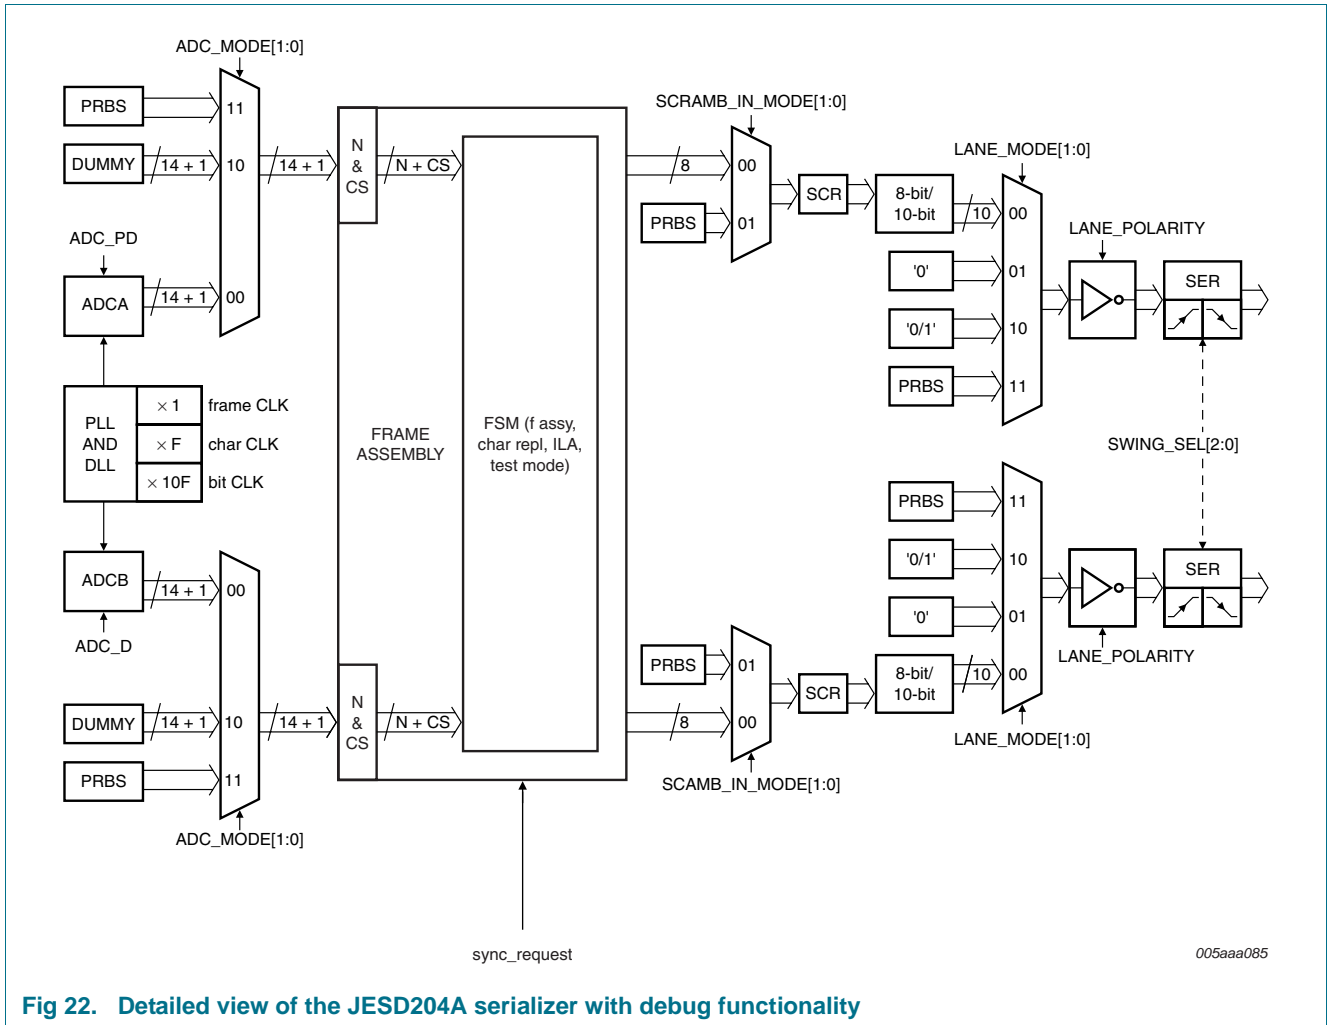 ADC_MODE[1:0]
PRBS
11
SCRAMB_IN_MODE[1:0]
DUMMY
14 + 1
10
14 + 1
N
&
CS
N + CS
8
00
LANE_MODE[1:0]
SCR
8-bit/
10-bit
10
00
PRBS
01
ADC_PD
LANE_POLARITY
'0'
01
ADCA
14 + 1
00
SER
'0/1'
10
PRBS
11
PLL
AND
DLL
× 1
frame CLK
× F
char CLK
× 10F
bit CLK
FRAME
ASSEMBLY
FSM (f assy,
char repl, ILA,
test mode)
SWING_SEL[2:0]
PRBS
11
ADCB
14 + 1
00
'0/1'
10
SER
'0'
01
ADC_D
LANE_POLARITY
PRBS
01
SCR
8-bit/
10-bit
10
00
DUMMY
14 + 1
10
14 + 1
N
&
CS
N + CS
8
00
LANE_MODE[1:0]
PRBS
11
SCAMB_IN_MODE[1:0]
ADC_MODE[1:0]
sync_request
005aaa085
Fig 22. Detailed view of the JESD204A serializer with debug functionality